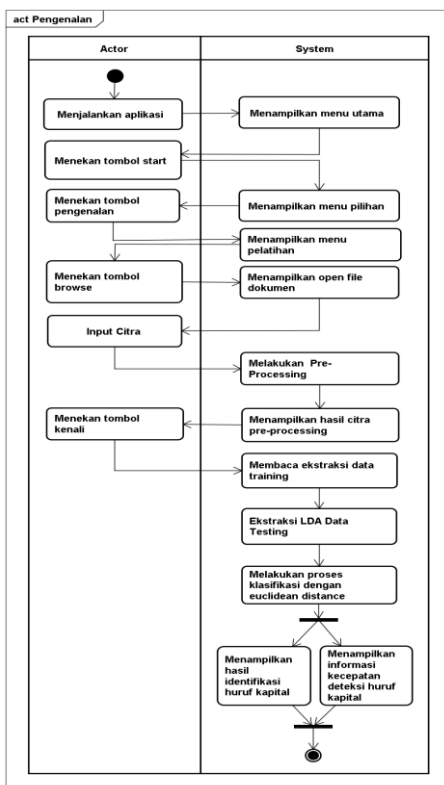 act Pengenalan
Actor
System
Menjalankan aplikasi
Menampilkan menu utama
Menekan tombol start
Menampilkan menu pilihan
Menekan tombol
pengenalan
Menampilkan menu
pelatihan
Menekan tombol
browse
Menampilkan open file
dokumen
Input Citra
Melakukan Pre-
Processing
Menampilkan hasil citra
pre-processing
Menekan tombol
kenali
Membaca ekstraksi data
training
Ekstraksi LDA Data
Testing
Melakukan proses
klasifikasi dengan
euclidean distance
Menampilkan
hasil
identifikasi
huruf kapital
Menampilkan
informasi
kecepatan
deteksi huruf
kapital